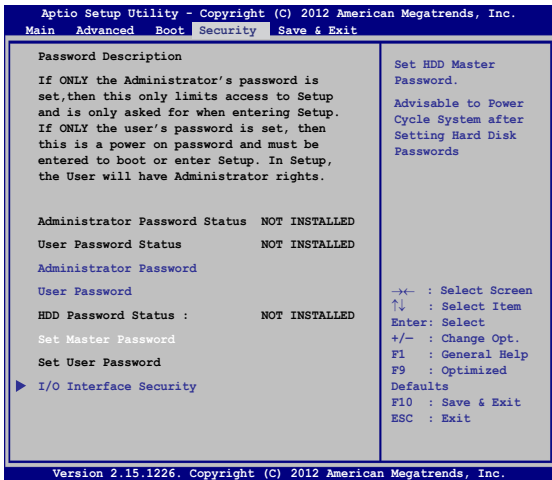 Aptio Setup Utility - Copyright (C) 2012 American Megatrends, Inc.
Main Advanced Boot Security Save & Exit
Password Description
If ONLY the Administrator's password is
set,then this only limits access to Setup
and is only asked for when entering Setup.
If ONLY the user's password is set, then
this is a power on password and must be
entered to boot or enter Setup. In Setup,
the User will have Administrator rights.
Administrator Password Status NOT INSTALLED
User Password Status NOT INSTALLED
Administrator Password
User Password
HDD Password Status : NOT INSTALLED
Set Master Password
Set User Password
I/O Interface Security
Set HDD Master
Password.
Advisable to Power
Cycle System after
Setting Hard Disk
Passwords
→← : Select Screen
↑↓ : Select Item
Enter: Select
+/— : Change Opt.
F1 : General Help
F9 : Optimized
Defaults
F10 : Save & Exit
ESC : Exit
Version 2.15.1226. Copyright (C) 2012 American Megatrends, Inc.